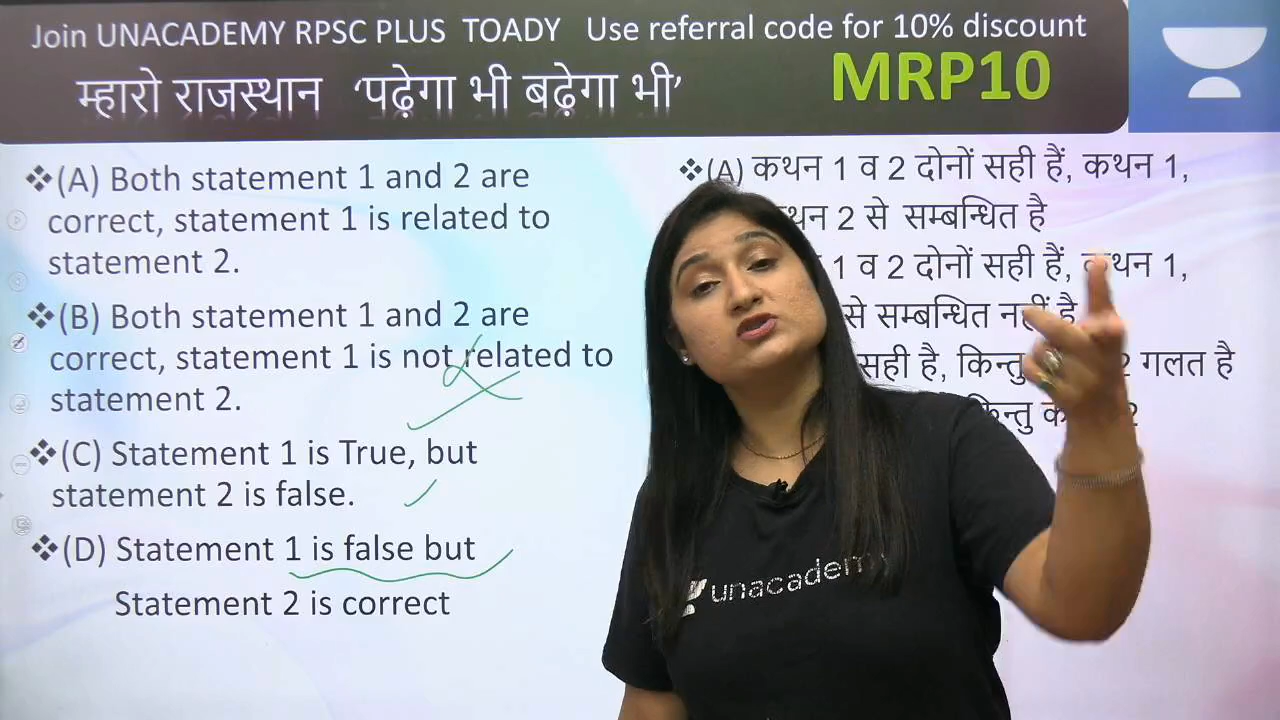 Join UNACADEMY RPSC PLUS TOADY Use referral code for 10% discount
म्हारो राजस्थान 'पढ़ेगा भी बढ़ेगा भी'
MRP10
❖(A) Both statement 1 and 2 are
correct, statement 1 is related to
statement 2.
❖(B) Both statement 1 and 2 are
correct, statement 1 is not related to
statement 2.
❖(C) Statement 1 is True, but
statement 2 is false.
❖(D) Statement 1 is false but
Statement 2 is correct
❖(A) कथन 1 व 2 दोनों सही हैं, कथन 1,
कथन 2 से सम्बन्धित है
1 व 2 दोनों सही हैं, कथन 1,
से सम्बन्धित नहीं है
सही है, किन्तु 2 गलत है
किन्तु 2
unacademy